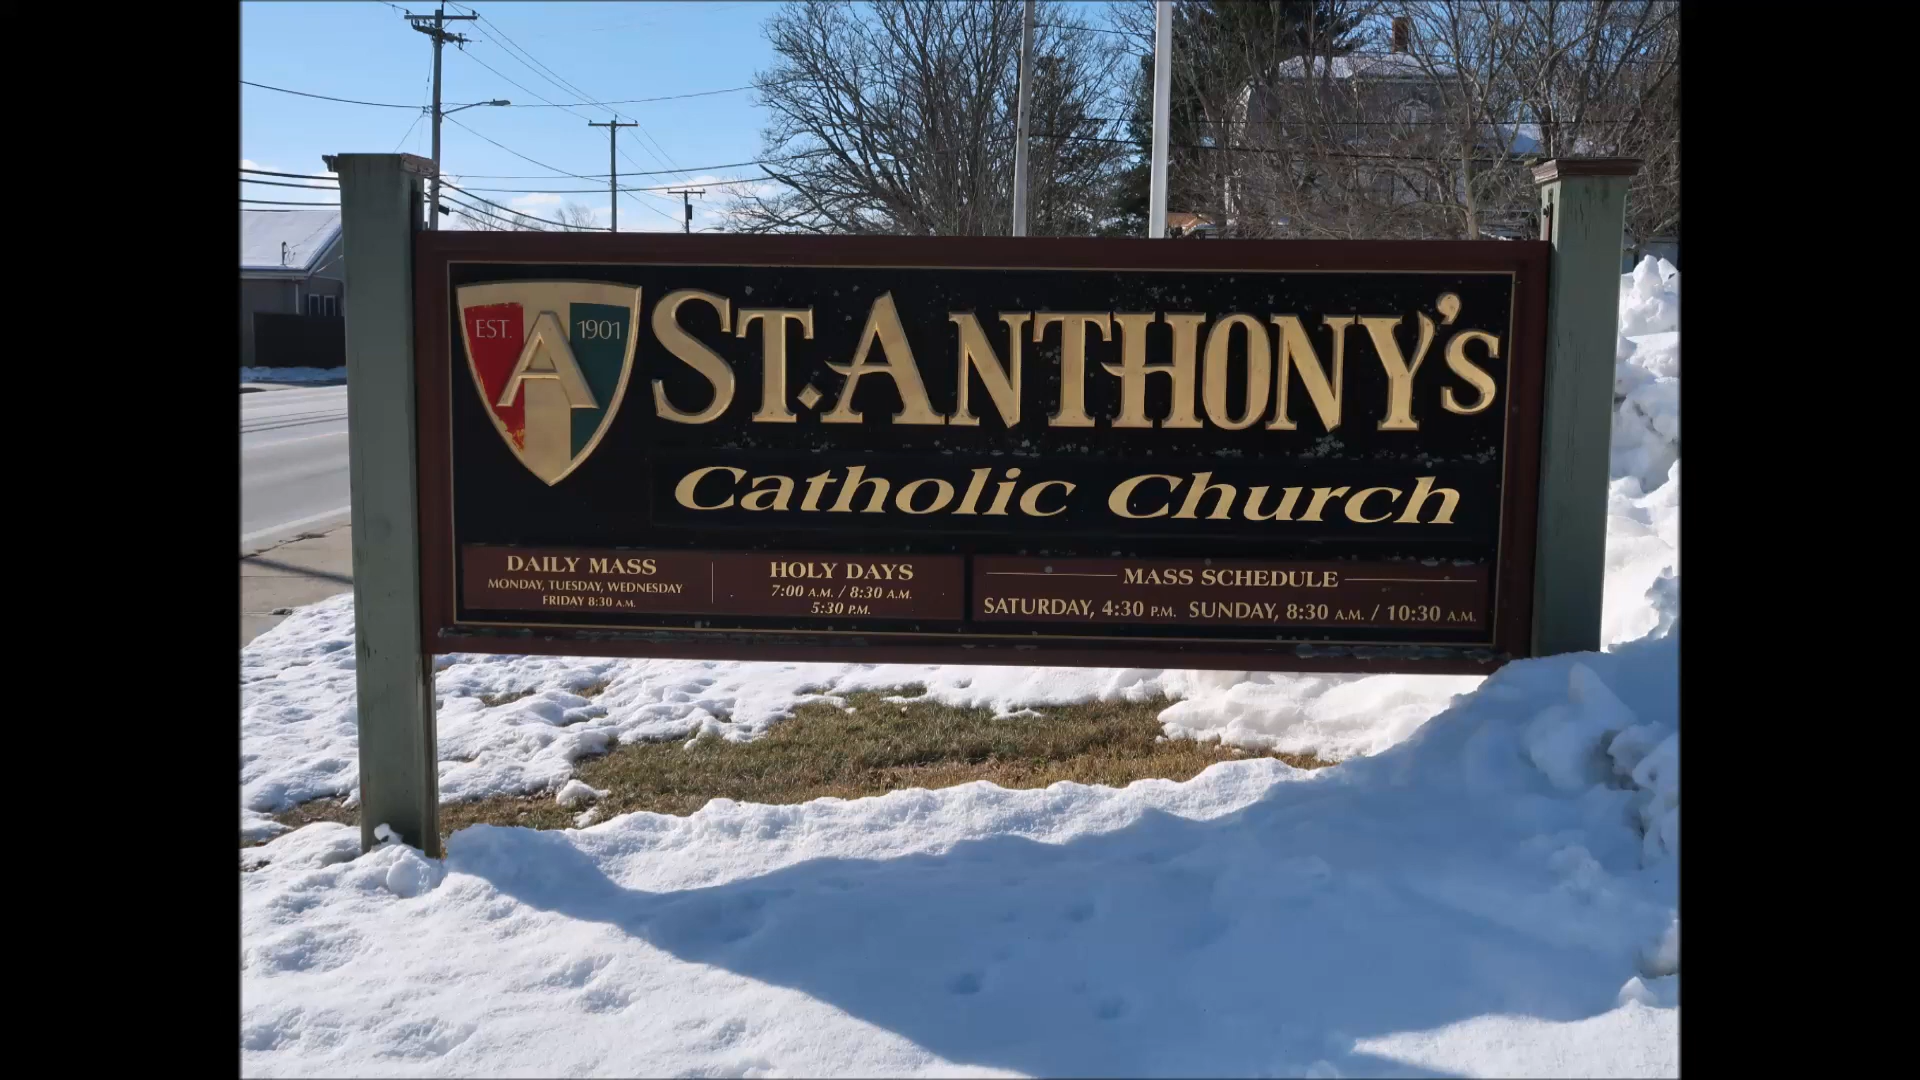 EST. 1901
A
ST. ANTHONY'S
Catholic Church
DAILY MASS
MONDAY, TUESDAY, WEDNESDAY
FRIDAY 8:30 A.M.
HOLY DAYS
7:00 A.M. / 8:30 A.M.
5:30 P.M.
MASS SCHEDULE
SATURDAY, 4:30 P.M. SUNDAY, 8:30 A.M. / 10:30 A.M.